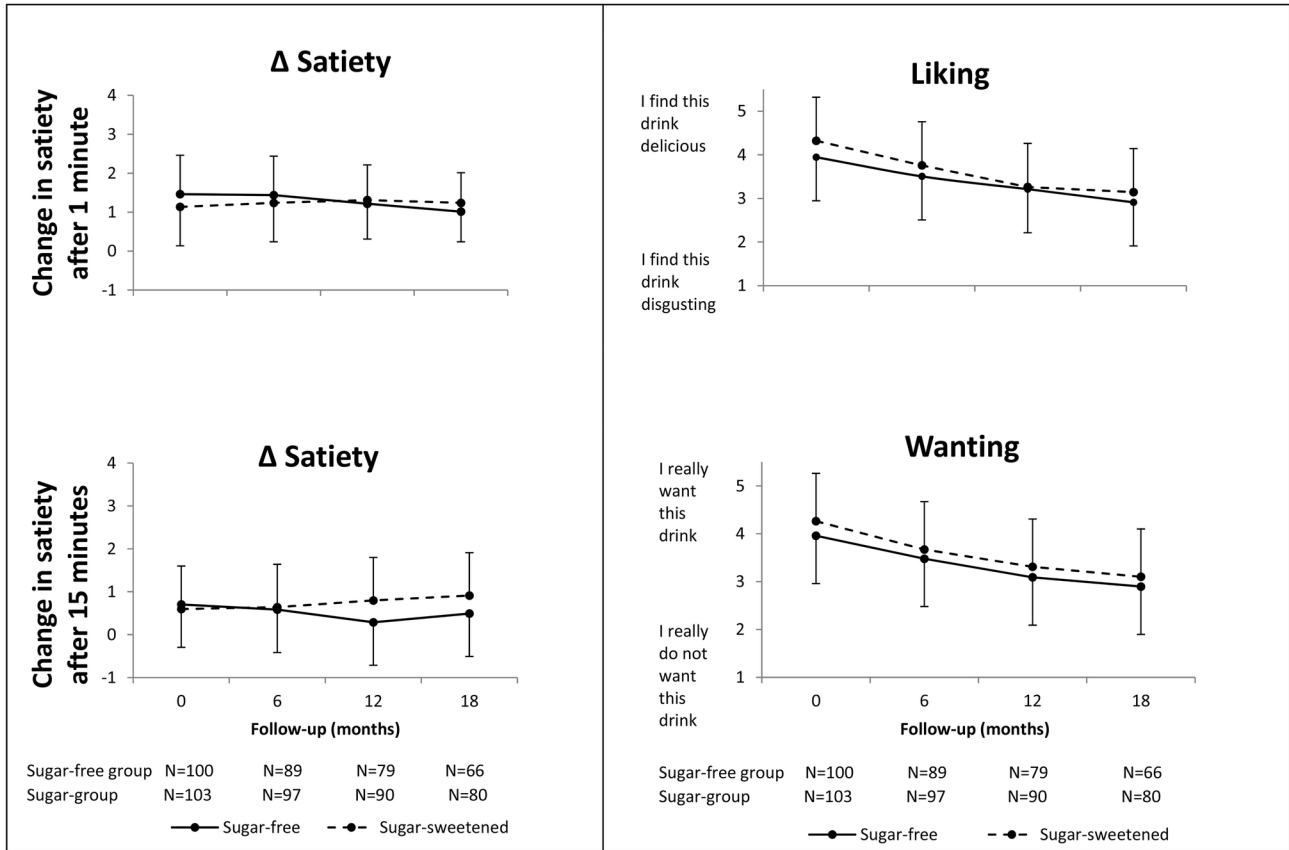 Δ Satiety
Change in satiety
after 1 minute
4
3
2
1
0
-1
Δ Satiety
Change in satiety
after 15 minutes
4
3
2
1
0
-1
0 6 12 18
Follow-up (months)
Sugar-free group N=100 N=89 N=79 N=66
Sugar-group N=103 N=97 N=90 N=80
Sugar-free Sugar-sweetened
Liking
I find this
drink
delicious
I find this
drink
disgusting
5
4
3
2
1
Wanting
I really
want
this
drink
I really
do not
want
this
drink
5
4
3
2
1
0 6 12 18
Follow-up (months)
Sugar-free group N=100 N=89 N=79 N=66
Sugar-group N=103 N=97 N=90 N=80
Sugar-free Sugar-sweetened